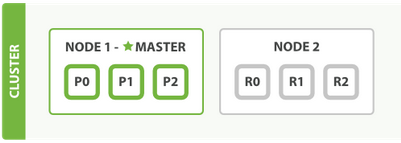 CLUSTER
NODE 1 - ★ MASTER
P0 P1 P2
NODE 2
R0 R1 R2